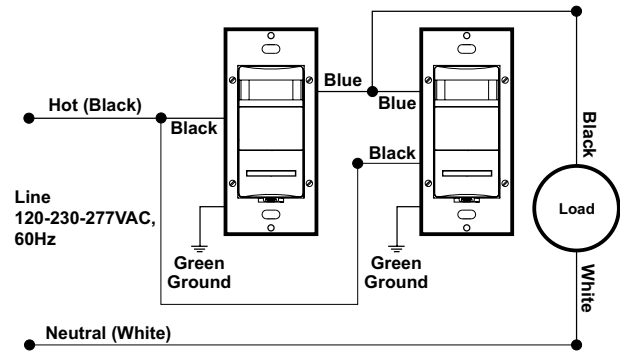 Hot (Black)
Black
Blue
Blue
Black
Black
Line
120-230-277VAC,
60Hz
Load
Green
Ground
Green
Ground
White
Neutral (White)